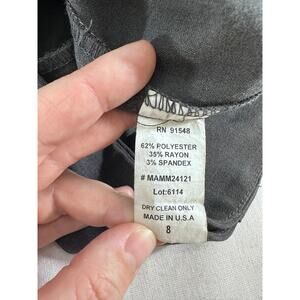 RN 91548
62% POLYESTER
35% RAYON
3% SPANDEX
# MAMM24121
Lot:6114
DRY CLEAN ONLY
MADE IN U.S.A
8